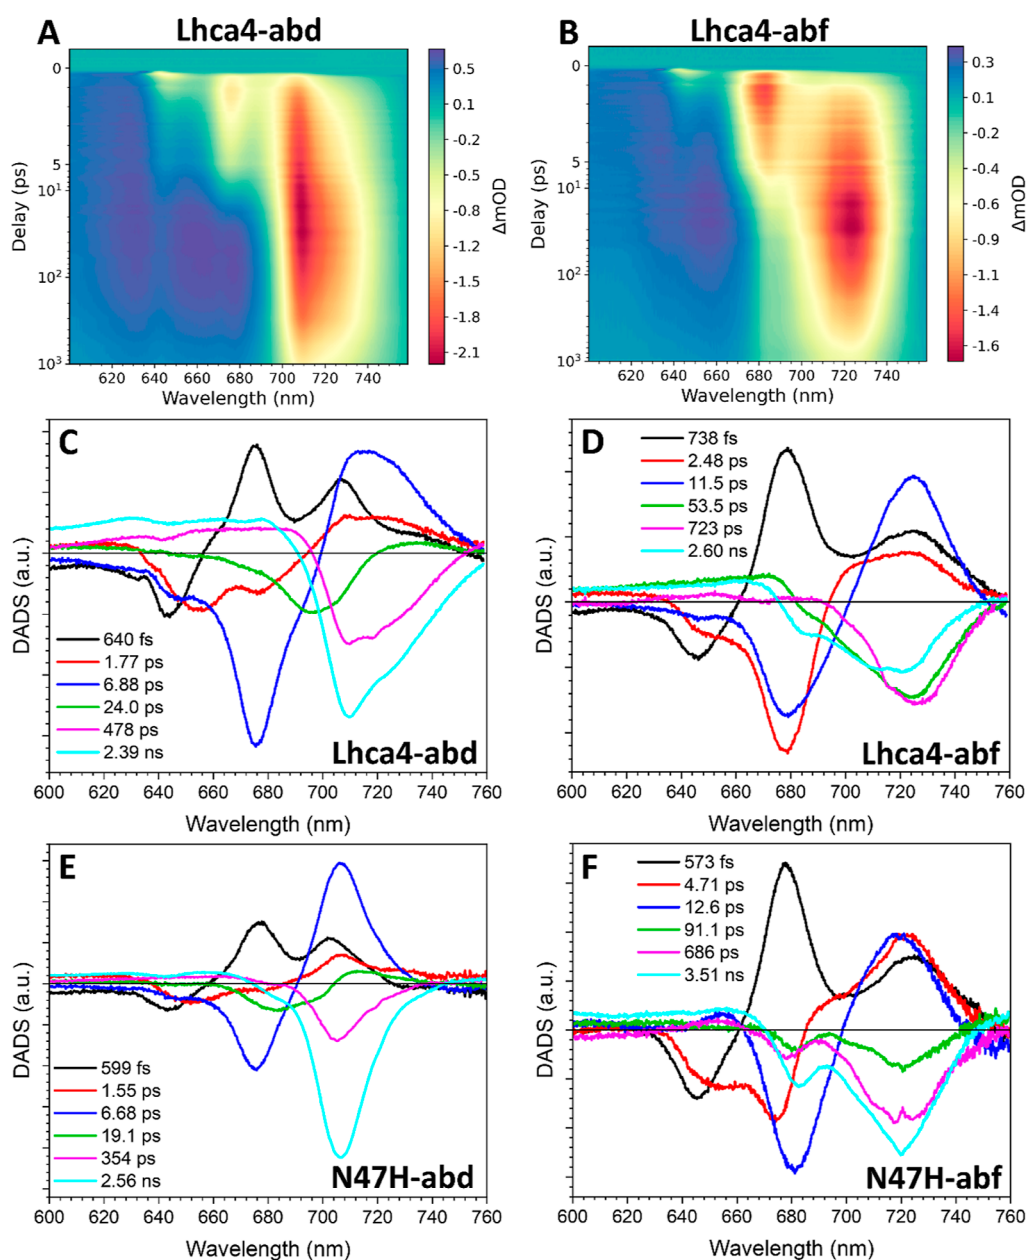 A Lhca4-abd
0
5
10¹
10²
10³
Delay (ps)
620 640 660 680 700 720 740
Wavelength (nm)
0.5
0.1
-0.2
-0.5
-0.8
-1.2
-1.5
-1.8
-2.1
ΔmOD
B Lhca4-abf
0
5
10¹
10²
10³
Delay (ps)
620 640 660 680 700 720 740
Wavelength (nm)
0.3
0.1
-0.2
-0.4
-0.6
-0.9
-1.1
-1.4
-1.6
ΔmOD
C
DADS (a.u.)
640 fs
1.77 ps
6.88 ps
24.0 ps
478 ps
2.39 ns
Lhca4-abd
600 620 640 660 680 700 720 740 760
Wavelength (nm)
D
DADS (a.u.)
738 fs
2.48 ps
11.5 ps
53.5 ps
723 ps
2.60 ns
Lhca4-abf
600 620 640 660 680 700 720 740 760
Wavelength (nm)
E
DADS (a.u.)
599 fs
1.55 ps
6.68 ps
19.1 ps
354 ps
2.56 ns
N47H-abd
600 620 640 660 680 700 720 740 760
Wavelength (nm)
F
DADS (a.u.)
573 fs
4.71 ps
12.6 ps
91.1 ps
686 ps
3.51 ns
N47H-abf
600 620 640 660 680 700 720 740 760
Wavelength (nm)